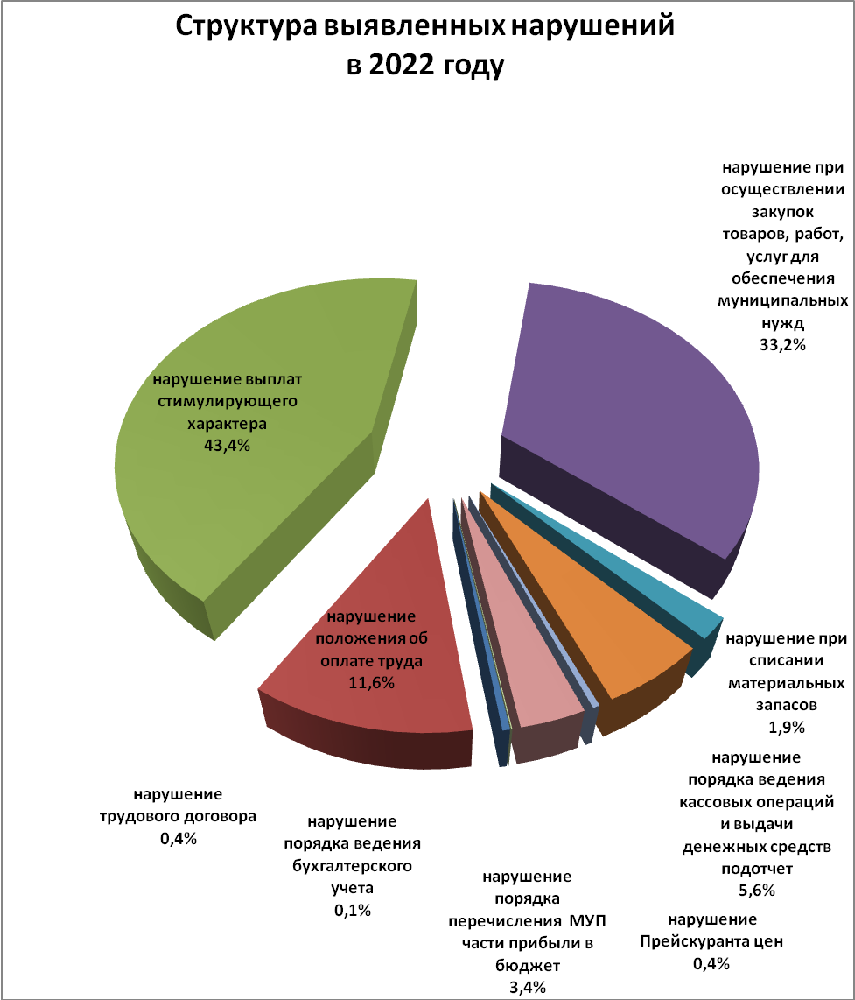 Структура выявленных нарушений
в 2022 году
нарушение при
осуществлении
закупок
товаров, работ,
услуг для
обеспечения
муниципальных
нужд
33,2%
нарушение выплат
стимулирующего
характера
43,4%
нарушение
положения об
оплате труда
11,6%
нарушение при
списании
материальных
запасов
1,9%
нарушение
порядка ведения
кассовых операций
и выдачи
денежных средств
подотчет
5,6%
нарушение
трудового договора
0,4%
нарушение
порядка ведения
бухгалтерского
учета
0,1%
нарушение
порядка
перечисления МУП
части прибыли в
бюджет
3,4%
нарушение
Прейскуранта цен
0,4%